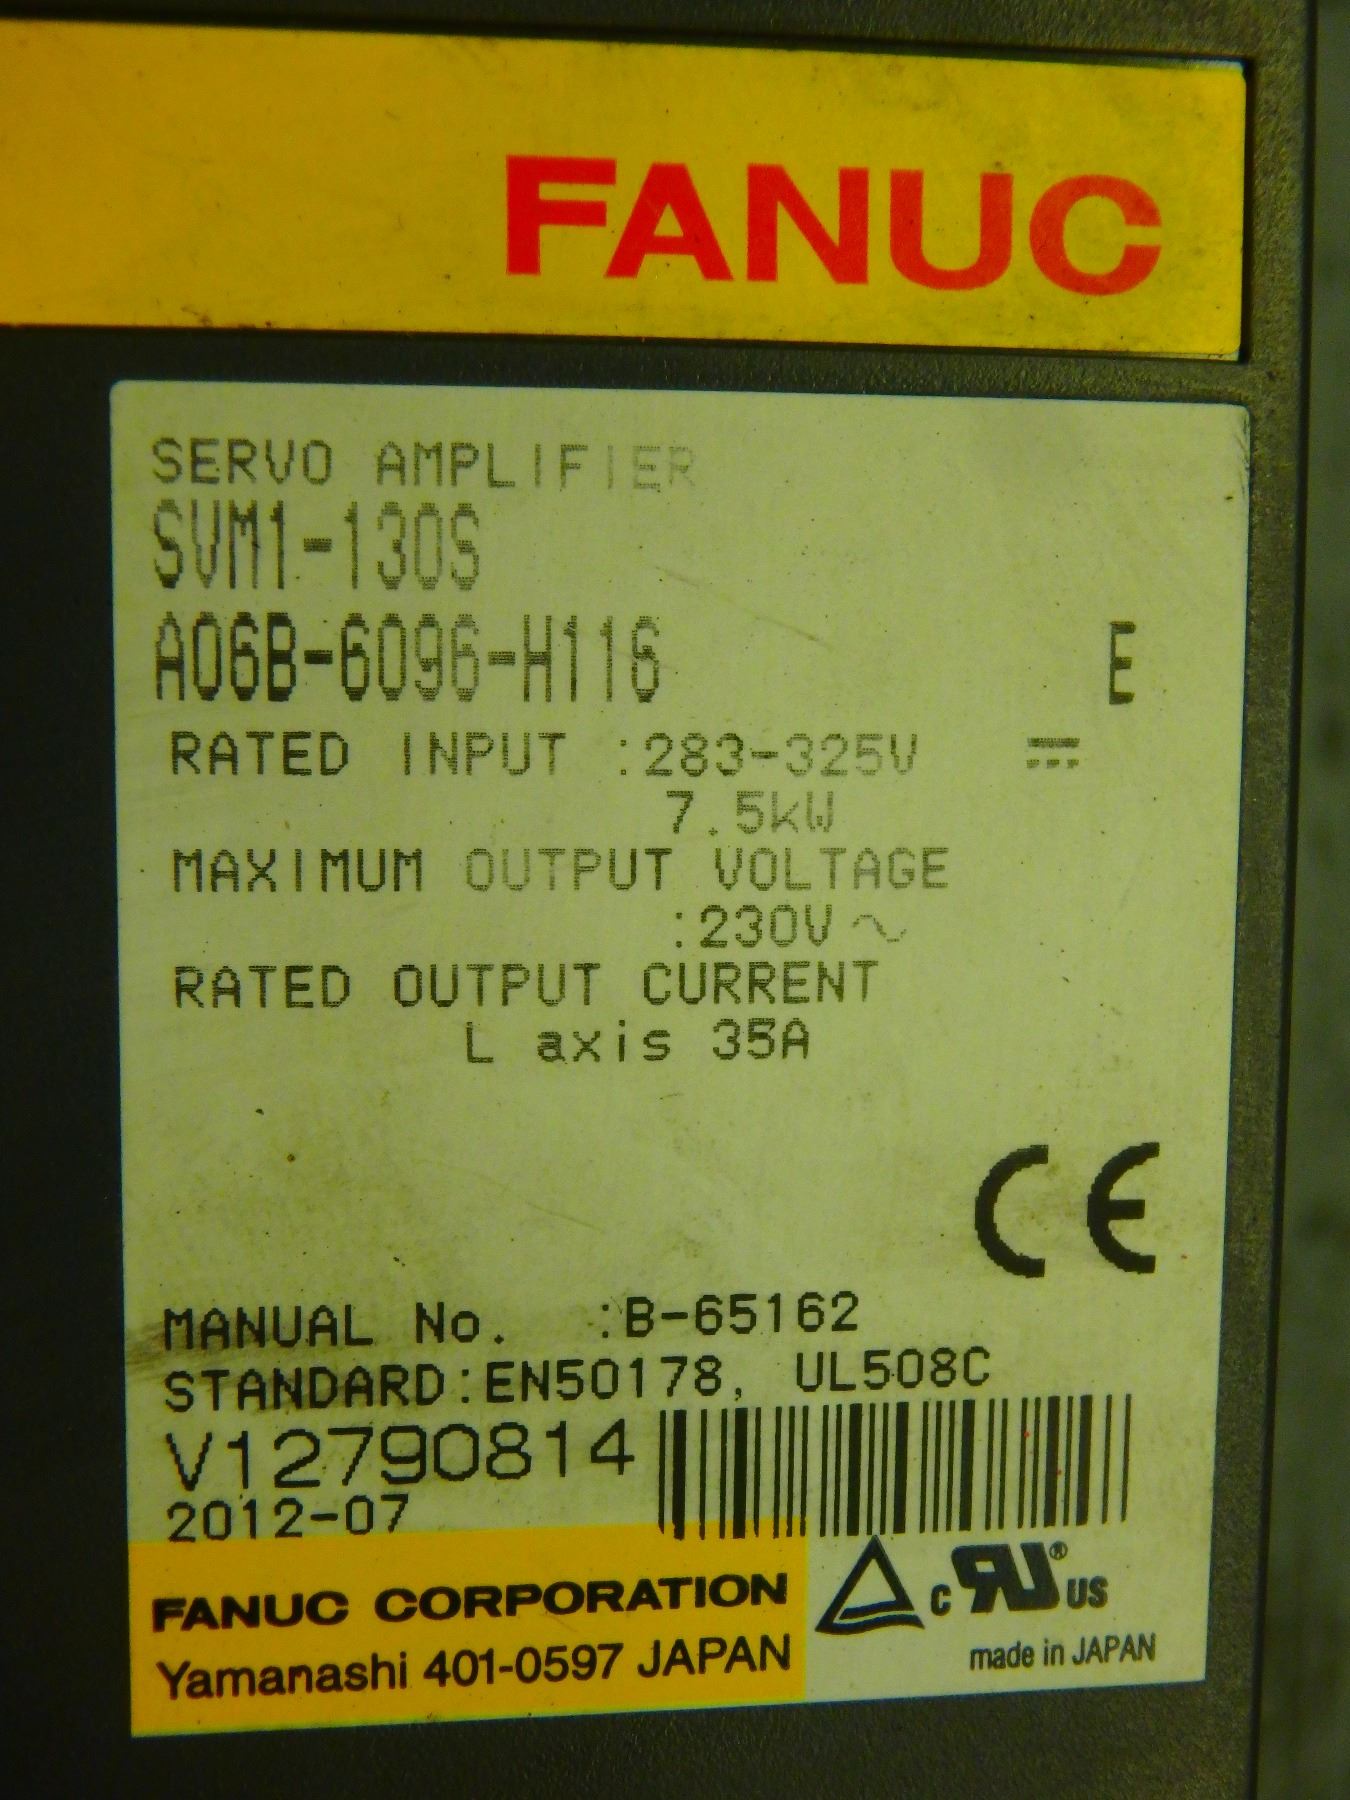 FANUC
SERVO AMPLIFIER
SVM1-130S
A06B-6096-H116 E
RATED INPUT :283-325V ⎓
7.5kW
MAXIMUM OUTPUT VOLTAGE
:230V～
RATED OUTPUT CURRENT
L axis 35A
CE
MANUAL No. :B-65162
STANDARD:EN50178, UL508C
V12790814
2012-07
FANUC CORPORATION
Yamanashi 401-0597 JAPAN
c RU® US
made in JAPAN